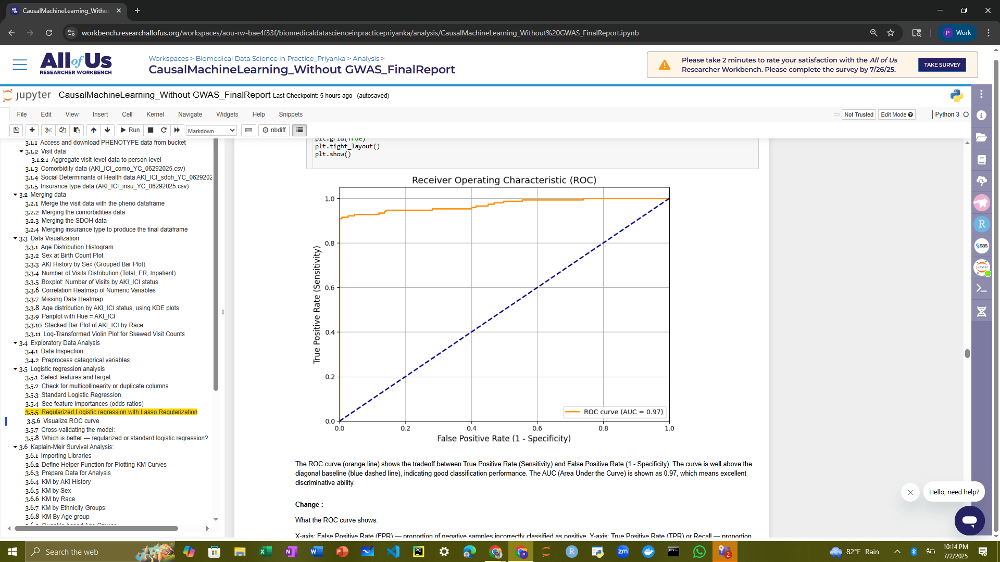 CausalMachineLearning_Witho
workbench.researchallofus.org/workspaces/aou-rw-bae4f33f/biomedicaldatascienceinpracticepriyanka/analysis/CausalMachineLearning_Without%20GWAS_FinalReport.ipynb
P Work
All of Us
RESEARCHER WORKBENCH
Workspaces > Biomedical Data Science in Practice_Priyanka > Analysis >
CausalMachineLearning_Without GWAS_FinalReport
Please take 2 minutes to rate your satisfaction with the All of Us
Researcher Workbench. Please complete the survey by 7/26/25.
TAKE SURVEY
jupyter CausalMachineLearning_Without GWAS_FinalReport Last Checkpoint: 5 hours ago (autosaved)
File Edit View Insert Cell Kernel Navigate Widgets Help Snippets
Not Trusted Edit Mode Python 3
Run Markdown nbdiff
3.1.1 Access and download PHENOTYPE data from bucket
3.1.2 Visit data
3.1.2.1 Aggregate visit-level data to person-level
3.1.3 Comorbidity data (AKI_ICI_como_YC_06292025.csv)
3.1.4 Social Determinants of Health data AKI_ICI_sdoh_YC_0629202
3.1.5 Insurance type data (AKI_ICI_insu_YC_06292025.csv)
3.2 Merging data
3.2.1 Merge the visit data with the pheno dataframe
3.2.2 Merging the comorbidities data
3.2.3 Merging the SDOH data
3.2.4 Merging insurance type to produce the final dataframe
3.3 Data Visualization
3.3.1 Age Distribution Histogram
3.3.2 Sex at Birth Count Plot
3.3.3 AKI History by Sex (Grouped Bar Plot)
3.3.4 Number of Visits Distribution (Total, ER, Inpatient)
3.3.5 Boxplot: Number of Visits by AKI_ICI status
3.3.6 Correlation Heatmap of Numeric Variables
3.3.7 Missing Data Heatmap
3.3.8 Age distribution by AKI_ICI status, using KDE plots
3.3.9 Pairplot with Hue = AKI_ICI
3.3.10 Stacked Bar Plot of AKI_ICI by Race
3.3.11 Log-Transformed Violin Plot for Skewed Visit Counts
3.4 Exploratory Data Analysis
3.4.1 Data Inspection:
3.4.2 Preprocess categorical variables
3.5 Logistic regression analysis
3.5.1 Select features and target
3.5.2 Check for multicollinearity or duplicate columns
3.5.3 Standard Logistic Regression
3.5.4 See feature importances (odds ratios)
3.5.5 Regularized Logistic regression with Lasso Regularization
3.5.6 Visualize ROC curve
3.5.7 Cross-validating the model:
3.5.8 Which is better — regularized or standard logistic regression?
3.6 Kaplan-Meir Survival Analysis:
3.6.1 Importing Libraries
3.6.2 Define Helper Function for Plotting KM Curves
3.6.3 Prepare Data for Analysis
3.6.4 KM by AKI History
3.6.5 KM by Sex
3.6.6 KM by Race
3.6.7 KM by Ethnicity Groups
3.6.8 KM By Age group
plt.grid(True)
plt.tight_layout()
plt.show()
Receiver Operating Characteristic (ROC)
True Positive Rate (Sensitivity)
1.0
0.8
0.6
0.4
0.2
0.0
ROC curve (AUC = 0.97)
0.0 0.2 0.4 0.6 0.8 1.0
False Positive Rate (1 - Specificity)
The ROC curve (orange line) shows the tradeoff between True Positive Rate (Sensitivity) and False Positive Rate (1 - Specificity). The curve is well above the
diagonal baseline (blue dashed line), indicating good classification performance. The AUC (Area Under the Curve) is shown as 0.97, which means excellent
discriminative ability.
Change :
What the ROC curve shows:
X-axis: False Positive Rate (FPR) — proportion of negative samples incorrectly classified as positive. Y-axis: True Positive Rate (TPR) or Recall — proportion
R
sas
jupyter
Hello, need help?
Search the web
82°F Rain
10:14 PM
7/2/2025